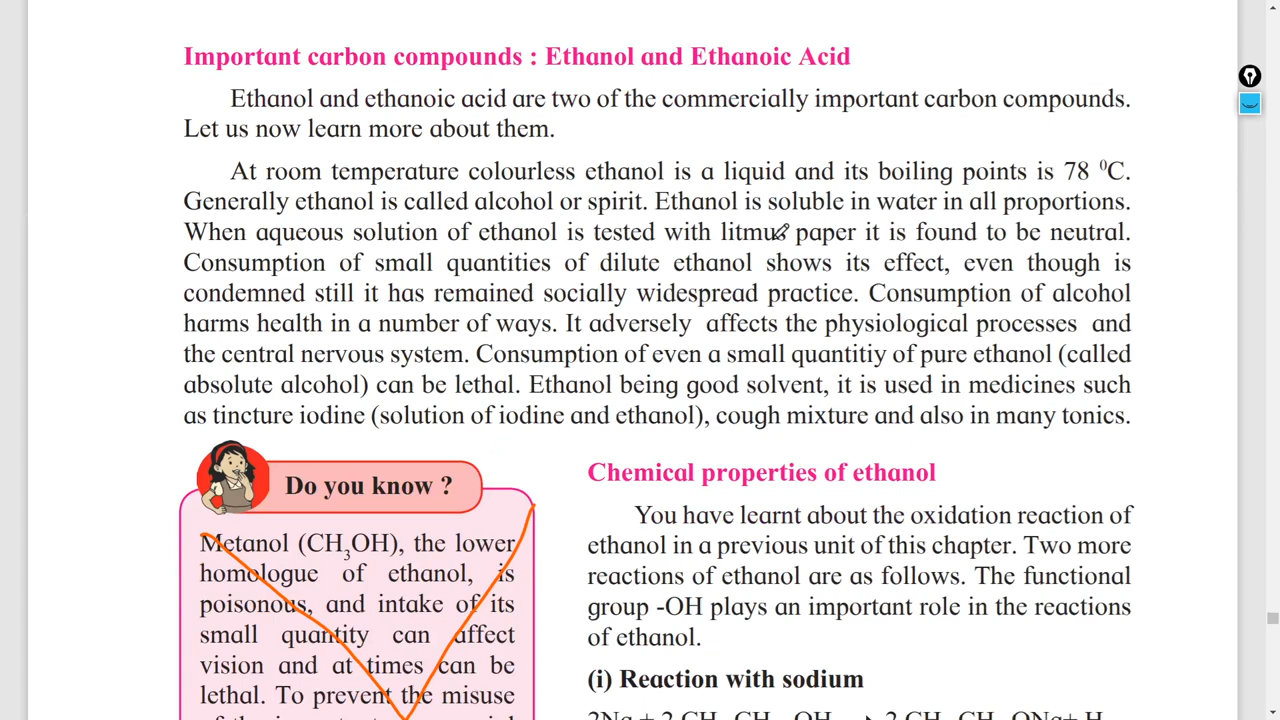 Important carbon compounds : Ethanol and Ethanoic Acid
Ethanol and ethanoic acid are two of the commercially important carbon compounds.
Let us now learn more about them.
At room temperature colourless ethanol is a liquid and its boiling points is 78 ⁰C.
Generally ethanol is called alcohol or spirit. Ethanol is soluble in water in all proportions.
When aqueous solution of ethanol is tested with litmus paper it is found to be neutral.
Consumption of small quantities of dilute ethanol shows its effect, even though is
condemned still it has remained socially widespread practice. Consumption of alcohol
harms health in a number of ways. It adversely affects the physiological processes and
the central nervous system. Consumption of even a small quantitiy of pure ethanol (called
absolute alcohol) can be lethal. Ethanol being good solvent, it is used in medicines such
as tincture iodine (solution of iodine and ethanol), cough mixture and also in many tonics.
Do you know ?
Metanol (CH₃OH), the lower
homologue of ethanol, is
poisonous, and intake of its
small quantity can affect
vision and at times can be
lethal. To prevent the misuse
Chemical properties of ethanol
You have learnt about the oxidation reaction of
ethanol in a previous unit of this chapter. Two more
reactions of ethanol are as follows. The functional
group -OH plays an important role in the reactions
of ethanol.
(i) Reaction with sodium